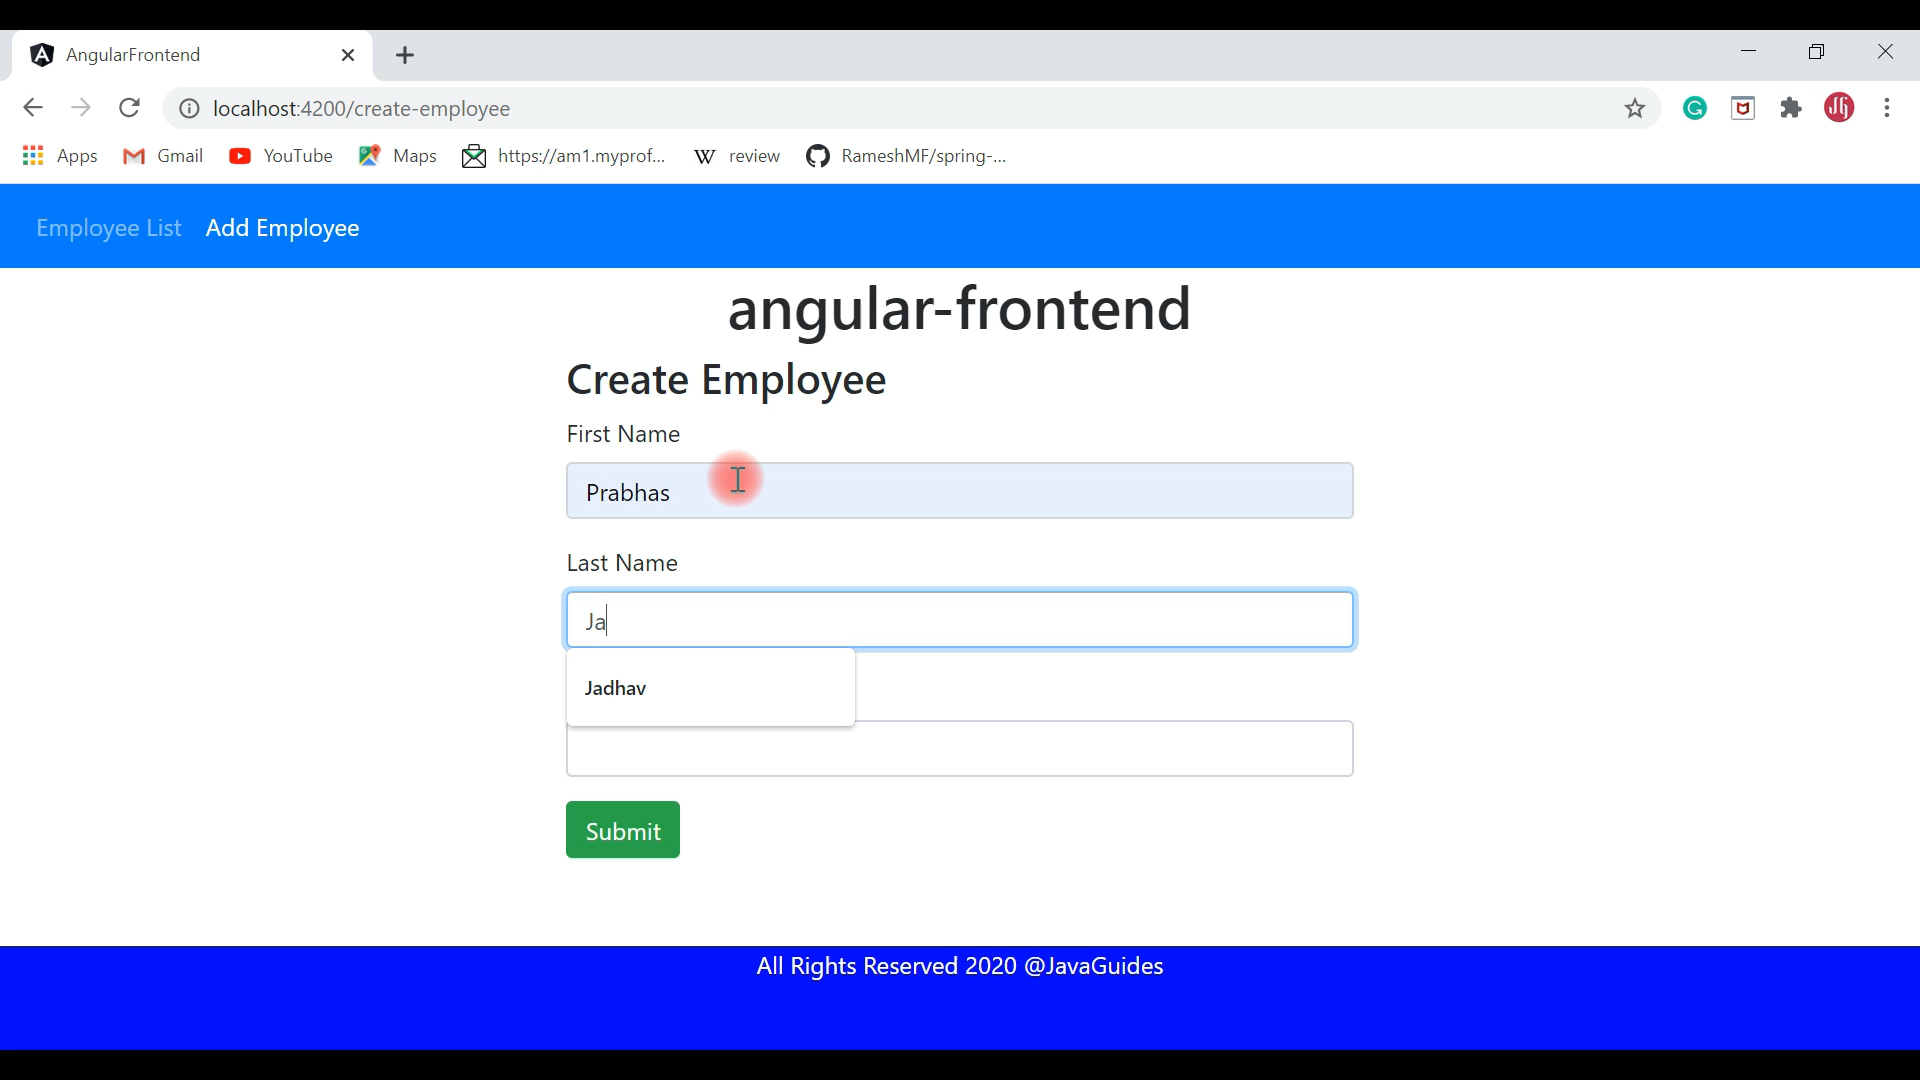 AngularFrontend
localhost:4200/create-employee
Apps Gmail YouTube Maps https://am1.myprof... review RameshMF/spring-...
Employee List Add Employee
angular-frontend
Create Employee
First Name
Prabhas
Last Name
Ja
Jadhav
Submit
All Rights Reserved 2020 @JavaGuides